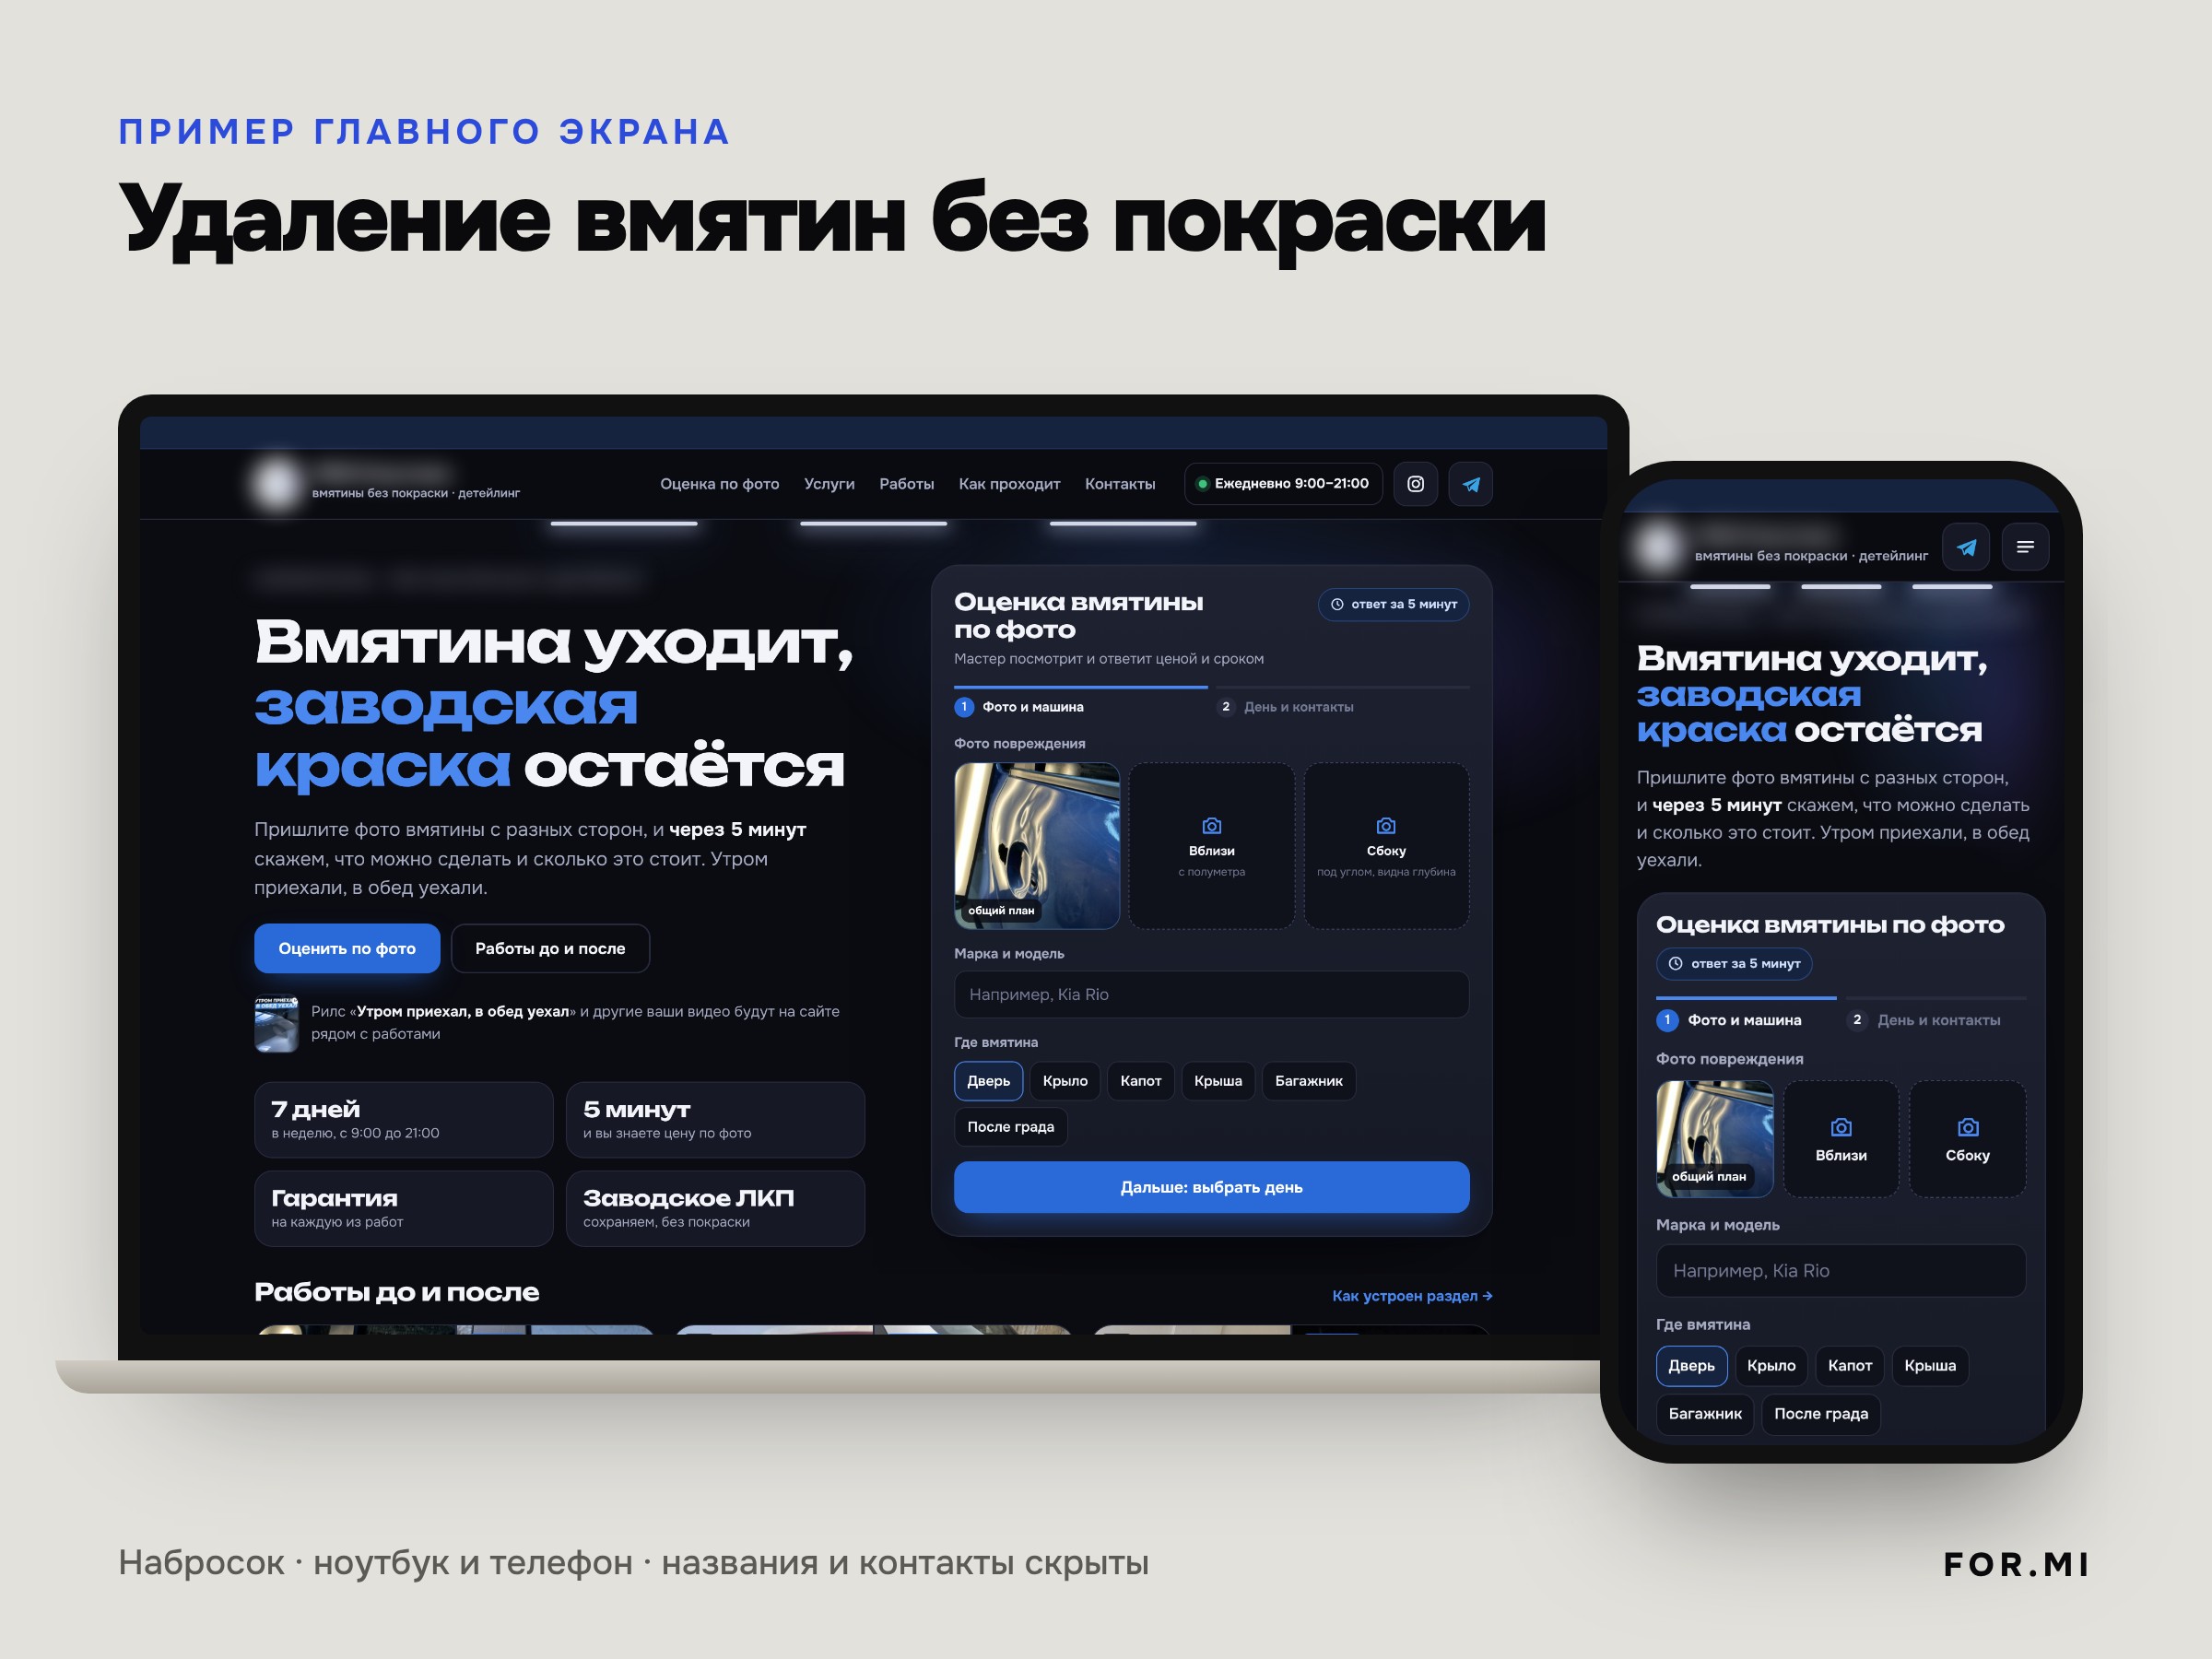 ПРИМЕР ГЛАВНОГО ЭКРАНА
Удаление вмятин без покраски
вмятины без покраски · детейлинг
Оценка по фото
Услуги
Работы
Как проходит
Контакты
Ежедневно 9:00–21:00
Вмятина уходит,
заводская
краска остаётся
Пришлите фото вмятины с разных сторон, и через 5 минут
скажем, что можно сделать и сколько это стоит. Утром
приехали, в обед уехали.
Оценить по фото
Работы до и после
Рилс «Утром приехал, в обед уехал» и другие ваши видео будут на сайте
рядом с работами
7 дней
в неделю, с 9:00 до 21:00
5 минут
и вы знаете цену по фото
Гарантия
на каждую из работ
Заводское ЛКП
сохраняем, без покраски
Работы до и после
Как устроен раздел →
Оценка вмятины
по фото
ответ за 5 минут
Мастер посмотрит и ответит ценой и сроком
1 Фото и машина
2 День и контакты
Фото повреждения
общий план
Вблизи
с полуметра
Сбоку
под углом, видна глубина
Марка и модель
Например, Kia Rio
Где вмятина
Дверь
Крыло
Капот
Крыша
Багажник
После града
Дальше: выбрать день
вмятины без покраски · детейлинг
Вмятина уходит,
заводская
краска остаётся
Пришлите фото вмятины с разных сторон,
и через 5 минут скажем, что можно сделать
и сколько это стоит. Утром приехали, в обед
уехали.
Оценка вмятины по фото
ответ за 5 минут
1 Фото и машина
2 День и контакты
Фото повреждения
общий план
Вблизи
Сбоку
Марка и модель
Например, Kia Rio
Где вмятина
Дверь
Крыло
Капот
Крыша
Багажник
После града
Набросок · ноутбук и телефон · названия и контакты скрыты
FOR.MI